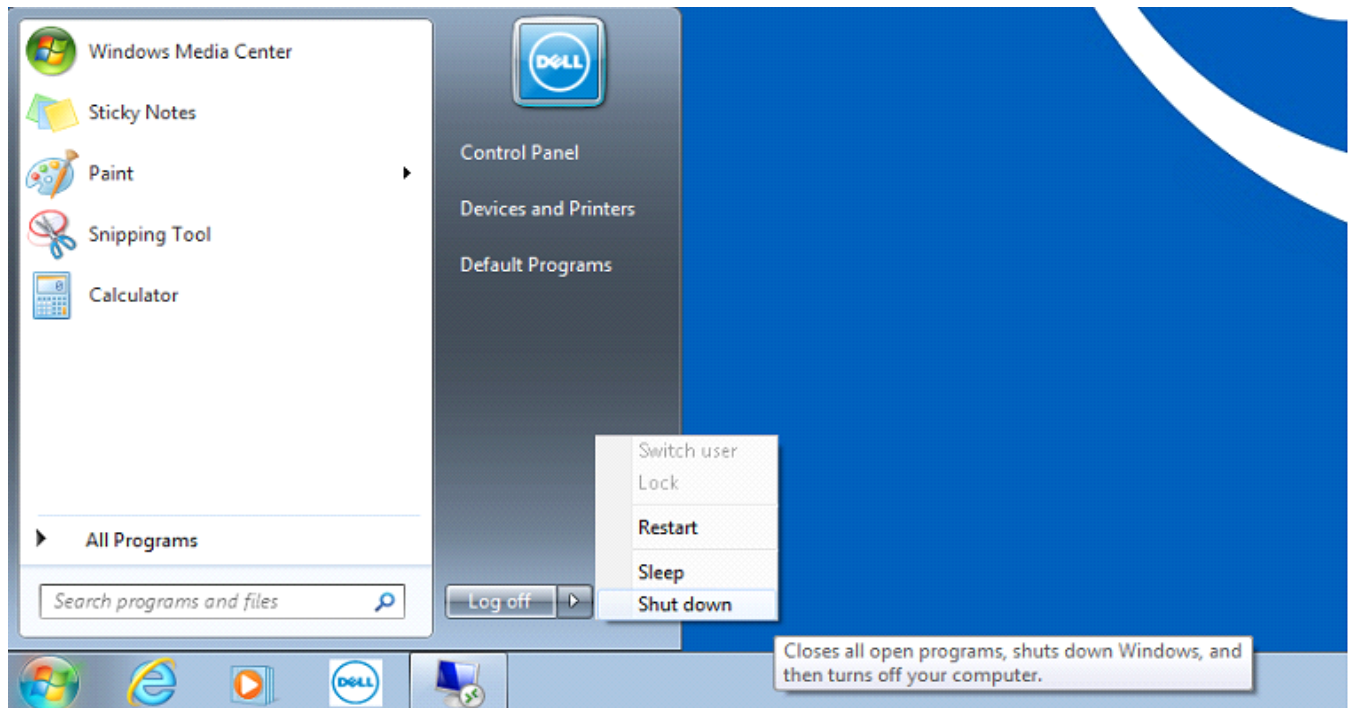 Windows Media Center
Sticky Notes
Paint
Snipping Tool
Calculator
All Programs
Search programs and files
DELL
Control Panel
Devices and Printers
Default Programs
Log off
Switch user
Lock
Restart
Sleep
Shut down
Closes all open programs, shuts down Windows, and
then turns off your computer.
DELL